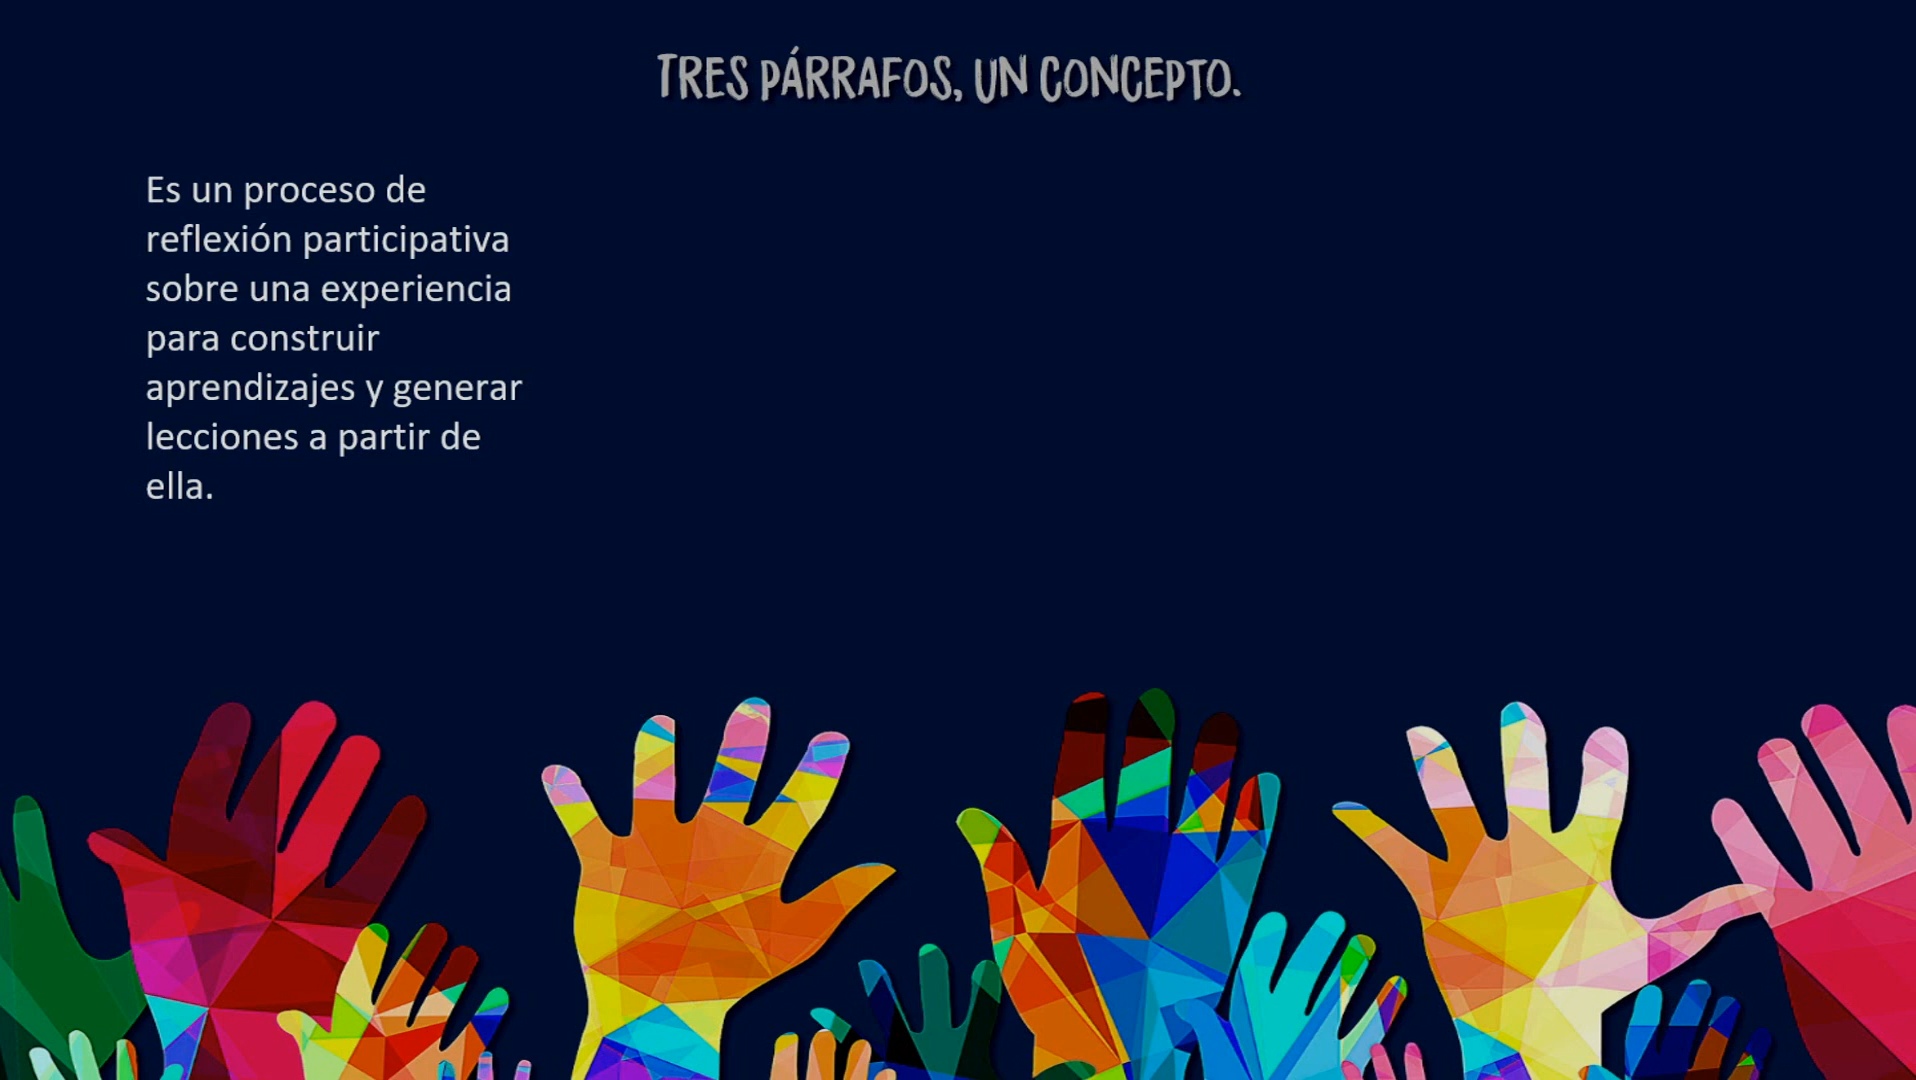 TRES PÁRRAFOS, UN CONCEPTO.
Es un proceso de
reflexión participativa
sobre una experiencia
para construir
aprendizajes y generar
lecciones a partir de
ella.